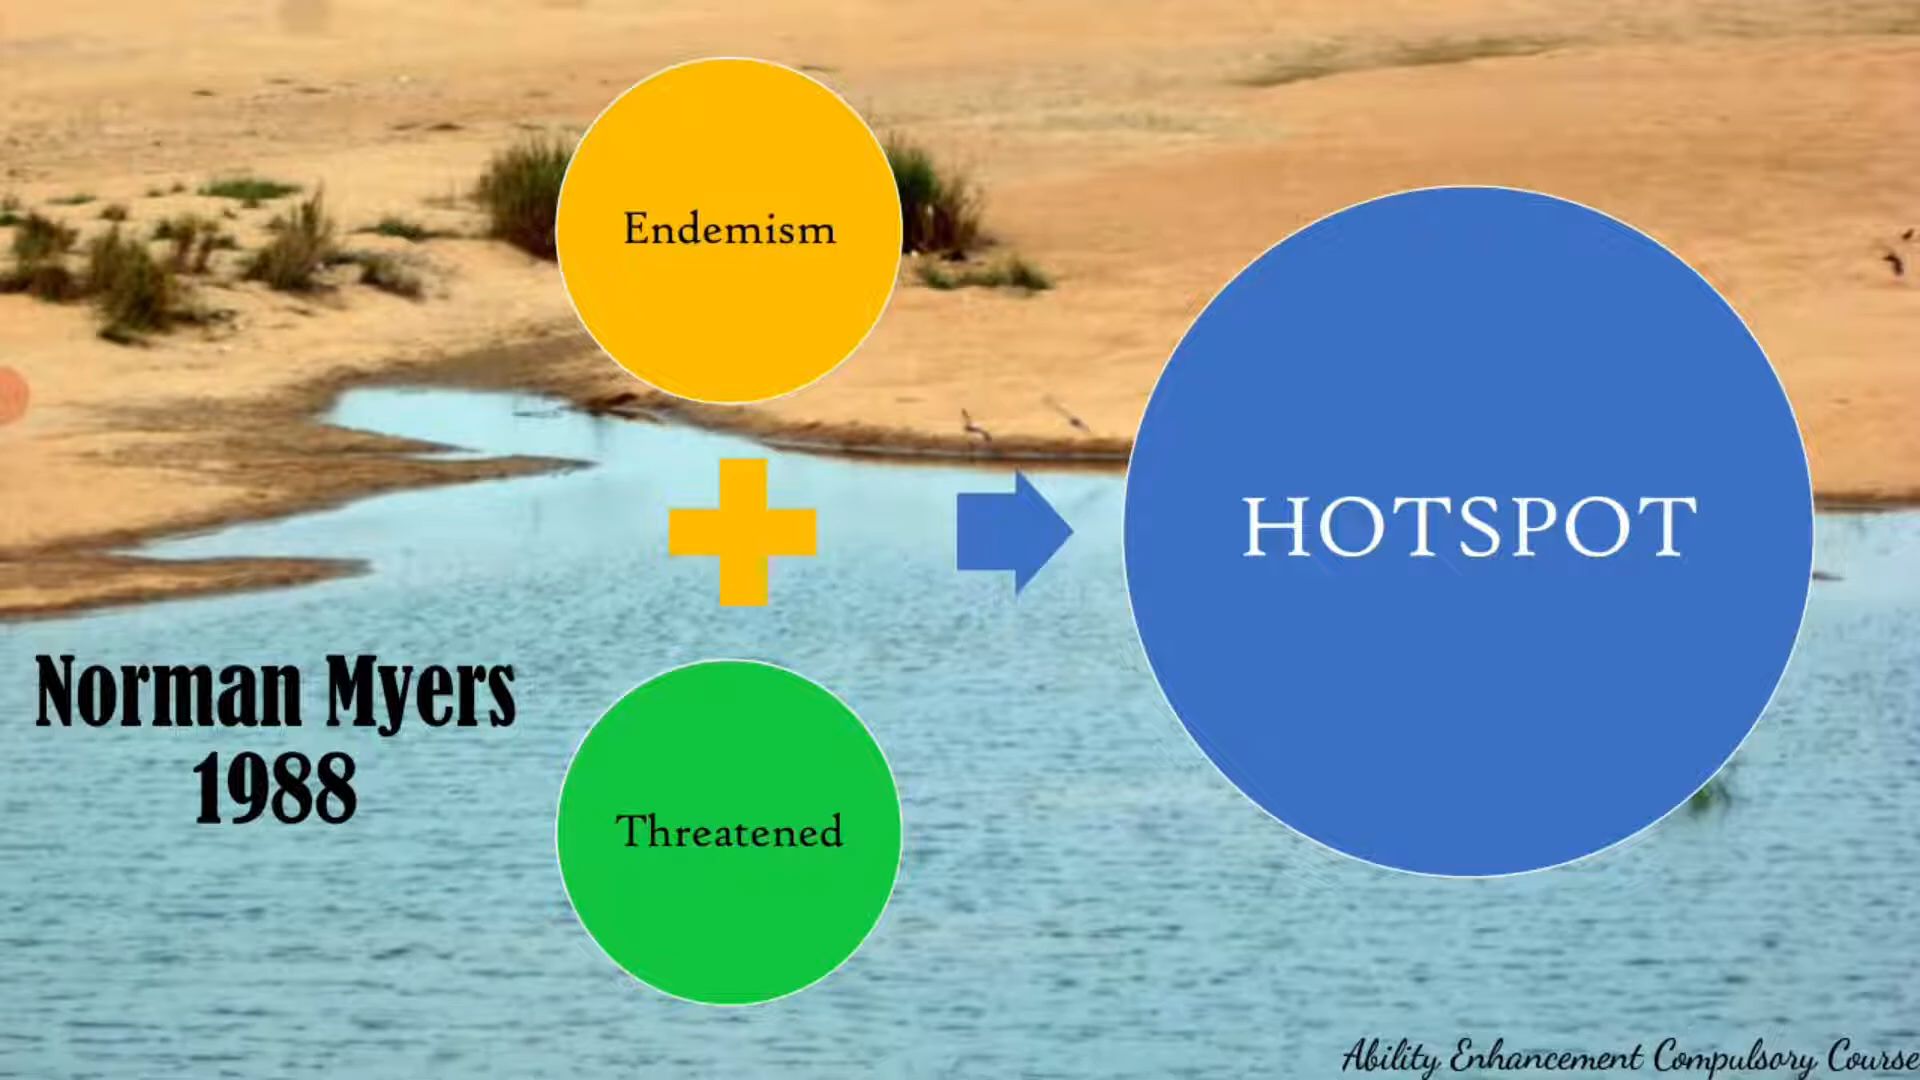 Endemism
HOTSPOT
Norman Myers
1988
Threatened
Ability Enhancement Compulsory Course